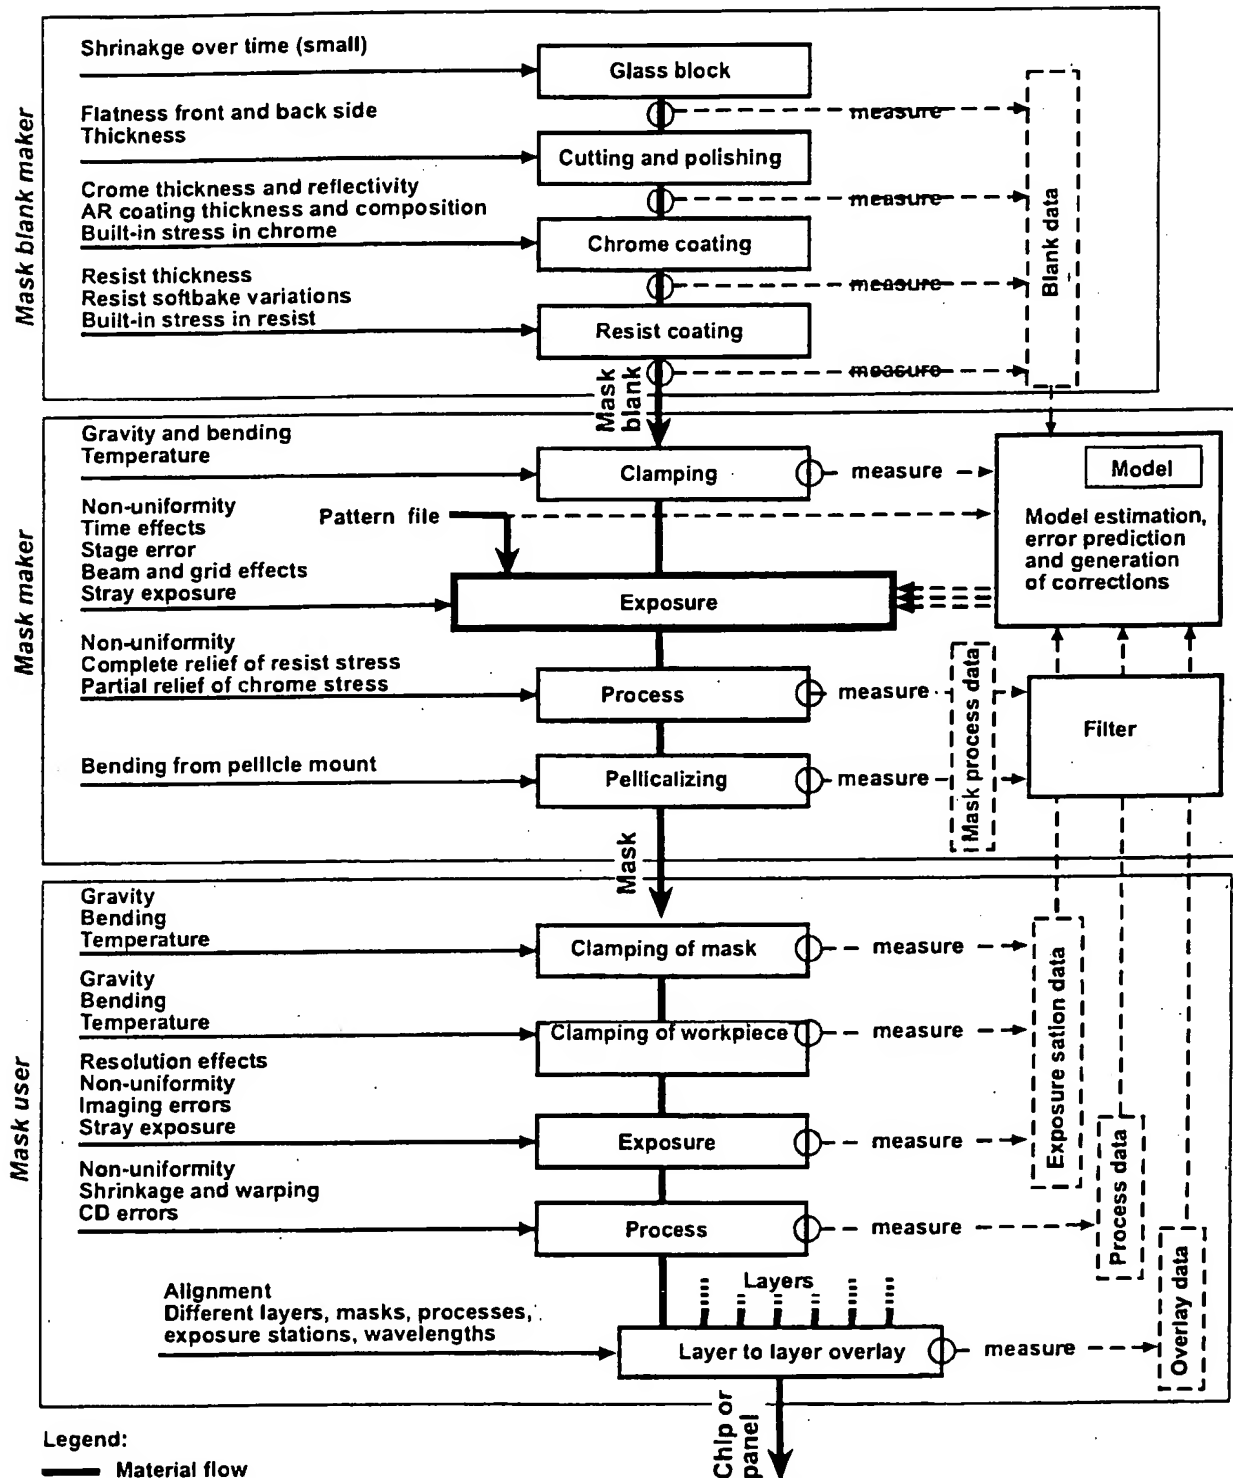 Mask blank maker
Shrinakge over time (small)
Glass block
measure
Flatness front and back side
Thickness
Cutting and polishing
measure
Crome thickness and reflectivity
AR coating thickness and composition
Built-in stress in chrome
Chrome coating
measure
Resist thickness
Resist softbake variations
Built-in stress in resist
Resist coating
measure
Blank data
Mask
blank
Mask maker
Gravity and bending
Temperature
Clamping
measure
Model
Model estimation,
error prediction
and generation
of corrections
Non-uniformity
Time effects
Stage error
Beam and grid effects
Stray exposure
Pattern file
Exposure
Non-uniformity
Complete relief of resist stress
Partial relief of chrome stress
Process
measure
Mask process data
Filter
Bending from pellicle mount
Pellicalizing
measure
Mask
Mask user
Gravity
Bending
Temperature
Clamping of mask
measure
Gravity
Bending
Temperature
Clamping of workpiece
measure
Exposure sation data
Resolution effects
Non-uniformity
Imaging errors
Stray exposure
Exposure
measure
Non-uniformity
Shrinkage and warping
CD errors
Process
measure
Process data
Layers
Alignment
Different layers, masks, processes,
exposure stations, wavelengths
Layer to layer overlay
measure
Overlay data
Chip or
panel
Legend:
Material flow